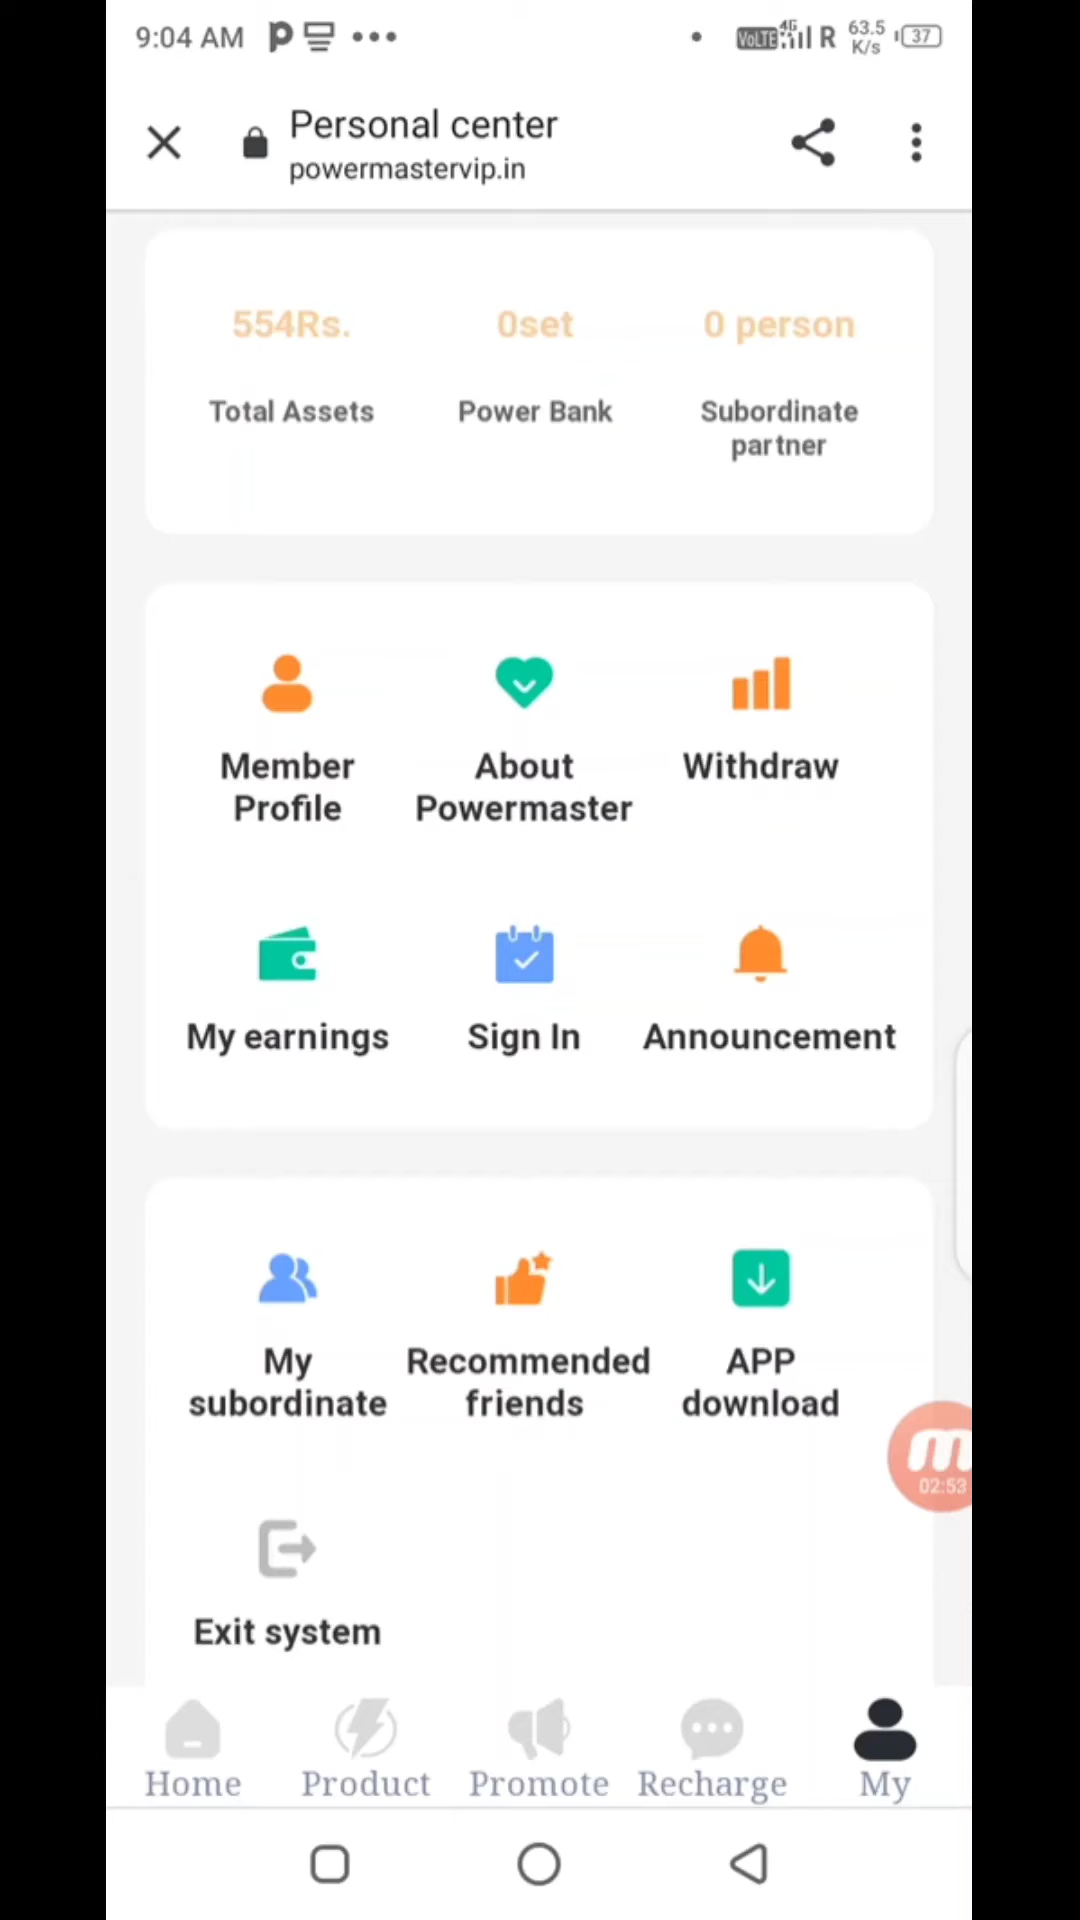 9:04 AM
VoLTE 4G R 63.5 K/s 37
Personal center
powermastervip.in
554Rs. 0set 0 person
Total Assets Power Bank Subordinate
partner
Member About Withdraw
Profile Powermaster
My earnings Sign In Announcement
My Recommended APP
subordinate friends download
02:53
Exit system
Home Product Promote Recharge My